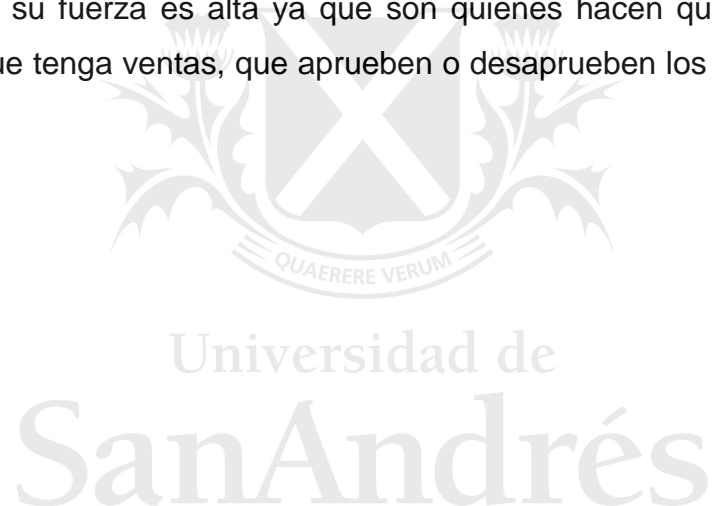 su fuerza es alta ya que son quienes hacen qu
ue tenga ventas, que aprueben o desaprueben los
QUAERERE VERUM
Universidad de
SanAndrés